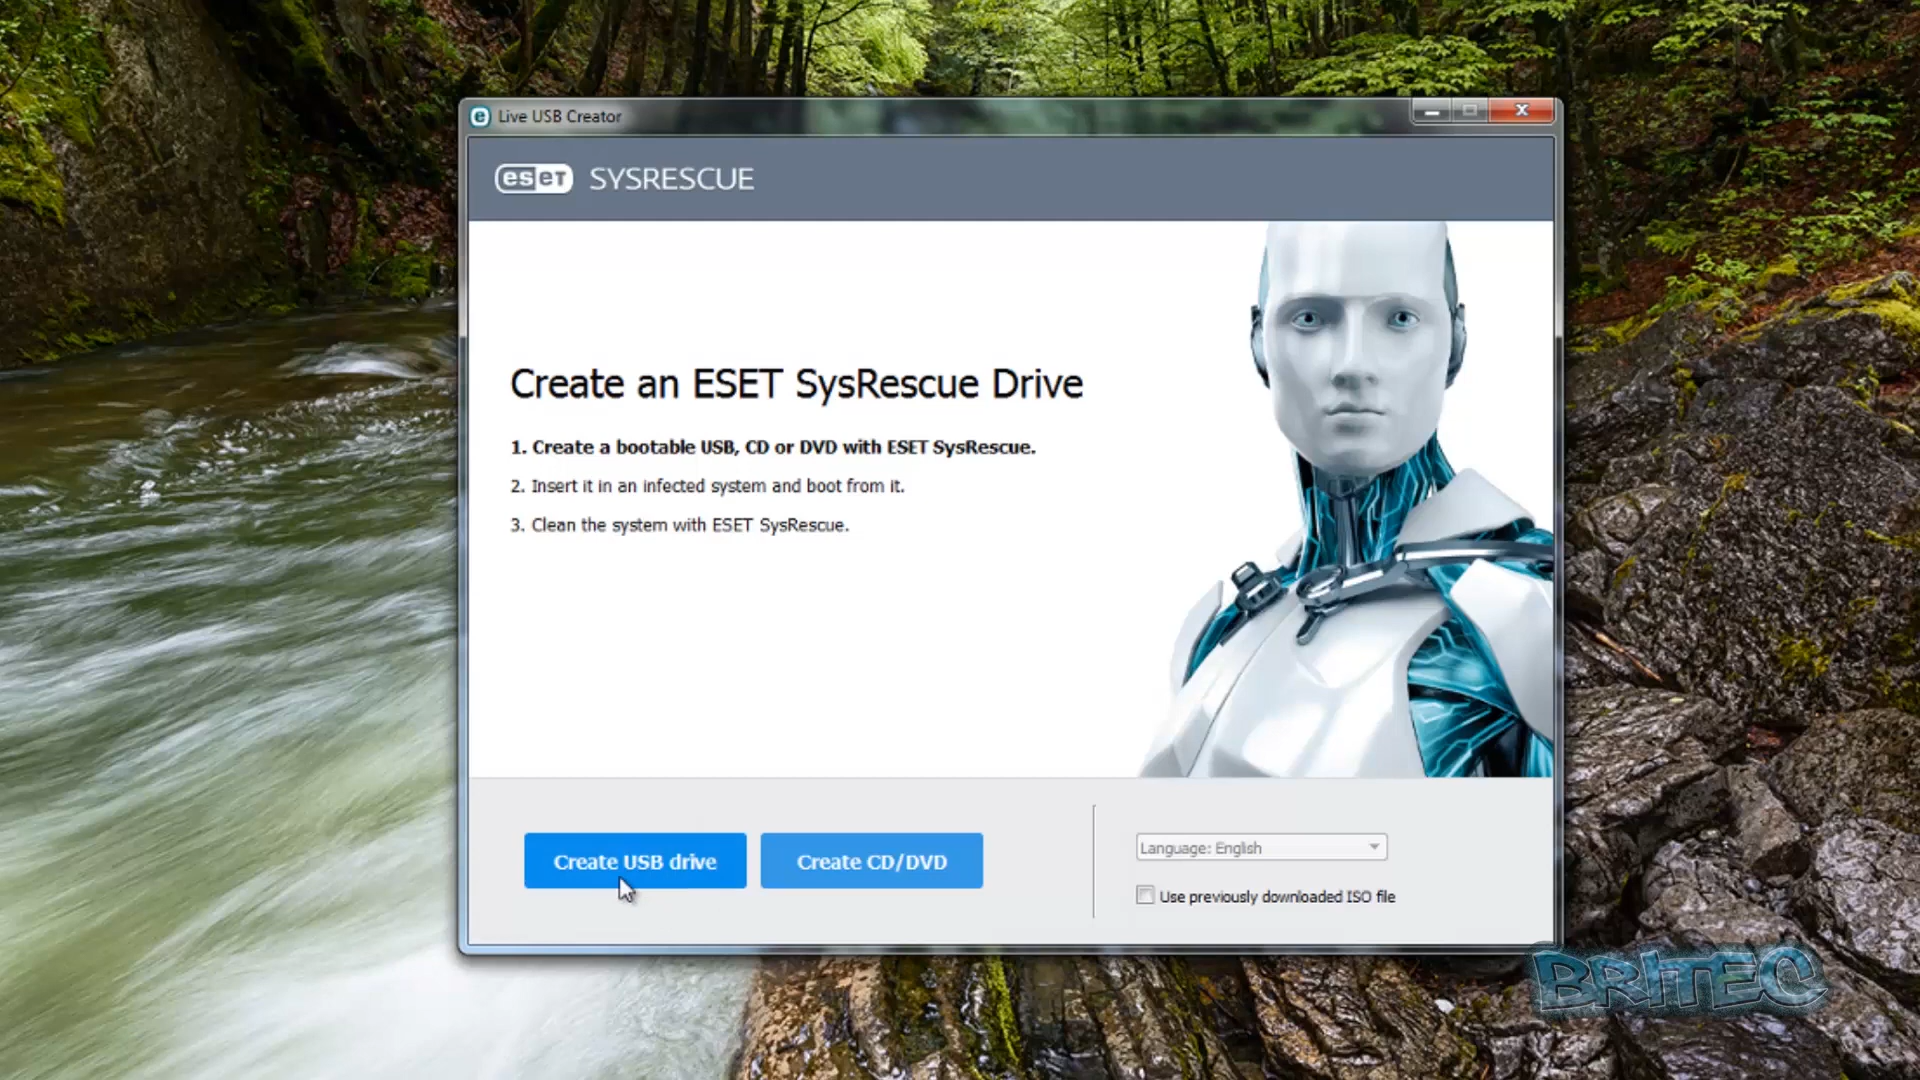 Live USB Creator
eset SYSRESCUE
Create an ESET SysRescue Drive
1. Create a bootable USB, CD or DVD with ESET SysRescue.
2. Insert it in an infected system and boot from it.
3. Clean the system with ESET SysRescue.
Create USB drive
Create CD/DVD
Language: English
Use previously downloaded ISO file
BRITEC